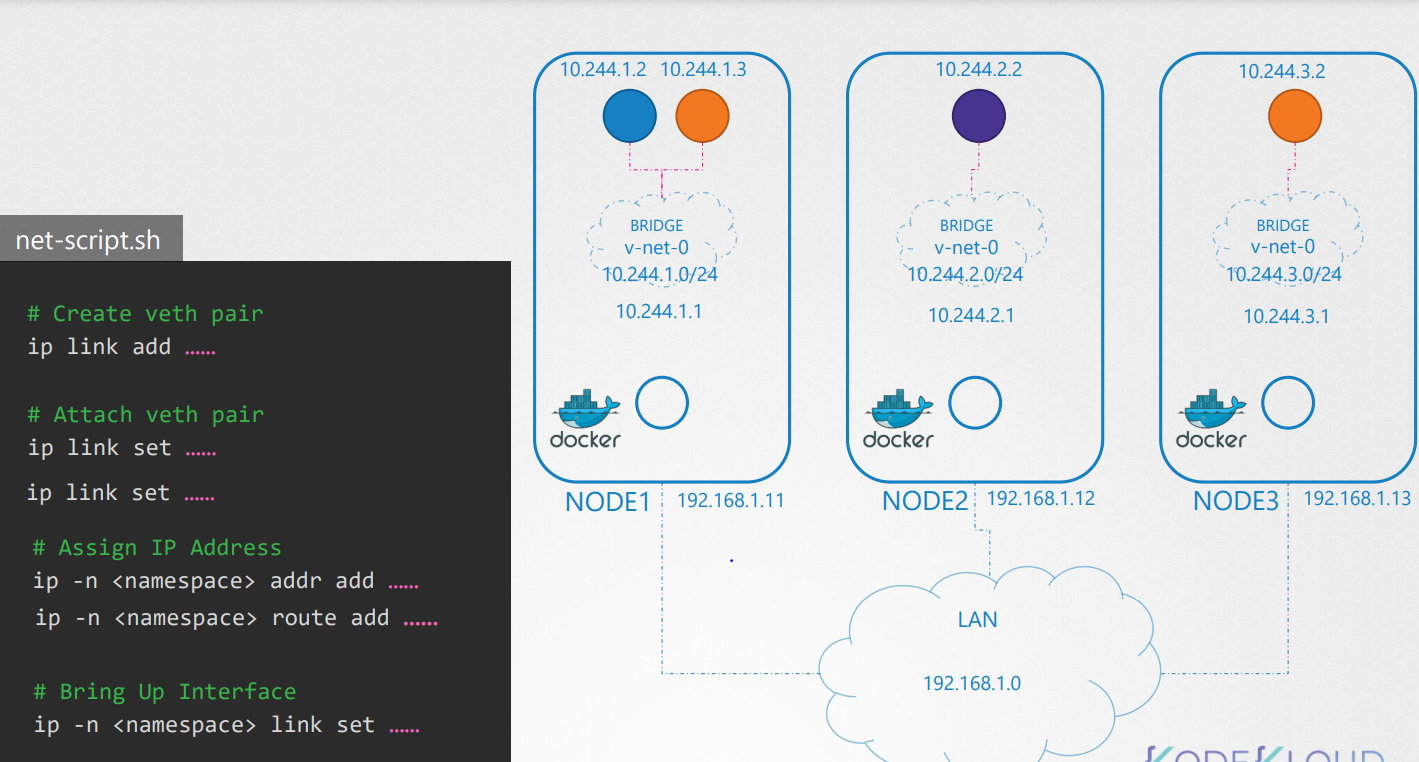 net-script.sh
# Create veth pair
ip link add ……
# Attach veth pair
ip link set ……
ip link set ……
# Assign IP Address
ip -n <namespace> addr add ……
ip -n <namespace> route add ……
# Bring Up Interface
ip -n <namespace> link set ……
10.244.1.2 10.244.1.3
BRIDGE
v-net-0
10.244.1.0/24
10.244.1.1
docker
NODE1 192.168.1.11
10.244.2.2
BRIDGE
v-net-0
10.244.2.0/24
10.244.2.1
docker
NODE2 192.168.1.12
10.244.3.2
BRIDGE
v-net-0
10.244.3.0/24
10.244.3.1
docker
NODE3 192.168.1.13
LAN
192.168.1.0